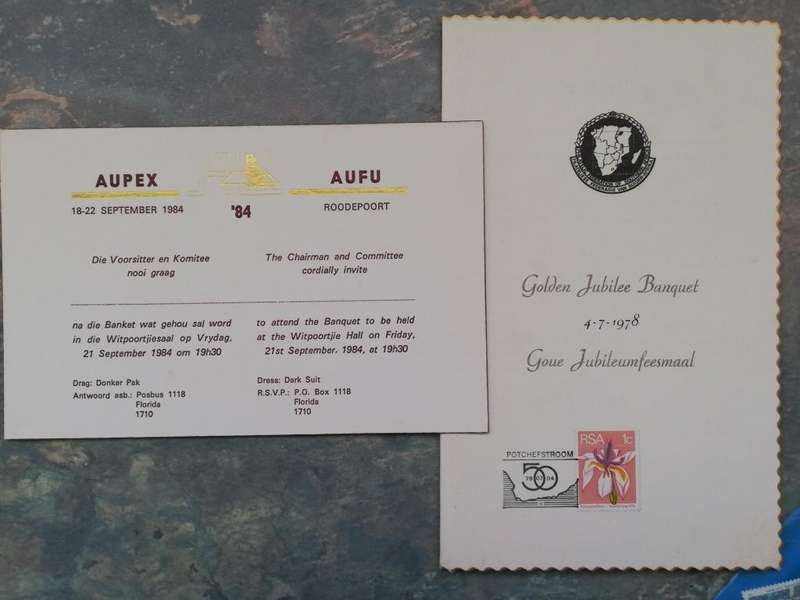 AUPEX
18-22 SEPTEMBER 1984
'84
AUFU
ROODEPOORT
Die Voorsitter en Komitee
nooi graag
The Chairman and Committee
cordially invite
na die Banket wat gehou sal word
in die Witpoortjiesaal op Vrydag,
21 September 1984 om 19h30
to attend the Banquet to be held
at the Witpoortjie Hall on Friday,
21st September. 1984, at 19h30
Drag: Donker Pak
Antwoord asb.: Posbus 1118
Florida
1710
Dress: Dark Suit
R.S.V.P.: P.O. Box 1118
Florida
1710
Golden Jubilee Banquet
4-7-1978
Goue Jubileumfeesmaal
POTCHEFSTROOM
50
78 07 04
RSA 1c